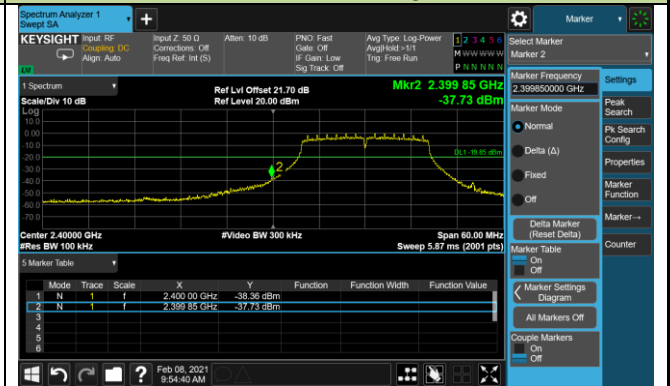 Spectrum Analyzer 1
Swept SA
+
Marker
KEYSIGHT
Input: RF
Coupling: DC
Align: Auto
Input Z: 50 Ω
Corrections: Off
Freq Ref: Int (S)
Atten: 10 dB
PNO: Fast
Gate: Off
IF Gain: Low
Sig Track: Off
Avg Type: Log-Power
Avg|Hold:>1/1
Trig: Free Run
1 2 3 4 5 6
M W W W W W
P N N N N N
LXI
Select Marker
Marker 2
1 Spectrum
Scale/Div 10 dB
Ref Lvl Offset 21.70 dB
Ref Level 20.00 dBm
Mkr2 2.399 85 GHz
-37.73 dBm
Log
10.0
0.00
-10.0
-20.0
-30.0
-40.0
-50.0
-60.0
-70.0
DL1 -19.85 dBm
2
Center 2.40000 GHz
#Res BW 100 kHz
#Video BW 300 kHz
Span 60.00 MHz
Sweep 5.87 ms (2001 pts)
5 Marker Table
Mode Trace Scale X Y Function Function Width Function Value
1 N 1 f 2.400 00 GHz -38.36 dBm
2 N 1 f 2.399 85 GHz -37.73 dBm
3
4
5
6
Marker Frequency
2.399850000 GHz
Marker Mode
Normal
Delta (Δ)
Fixed
Off
Delta Marker
(Reset Delta)
Marker Table
On
Off
Marker Settings
Diagram
All Markers Off
Couple Markers
On
Off
Settings
Peak
Search
Pk Search
Config
Properties
Marker
Function
Marker→
Counter
?
Feb 08, 2021
9:54:40 AM